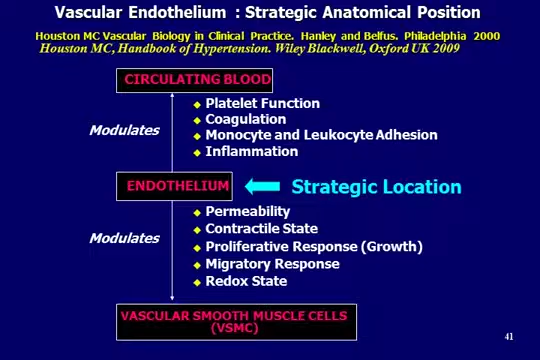 Vascular Endothelium : Strategic Anatomical Position
Houston MC Vascular Biology in Clinical Practice. Hanley and Belfus. Philadelphia 2000
Houston MC, Handbook of Hypertension. Wiley Blackwell, Oxford UK 2009
CIRCULATING BLOOD
Modulates
Platelet Function
Coagulation
Monocyte and Leukocyte Adhesion
Inflammation
ENDOTHELIUM
Strategic Location
Modulates
Permeability
Contractile State
Proliferative Response (Growth)
Migratory Response
Redox State
VASCULAR SMOOTH MUSCLE CELLS
(VSMC)
41